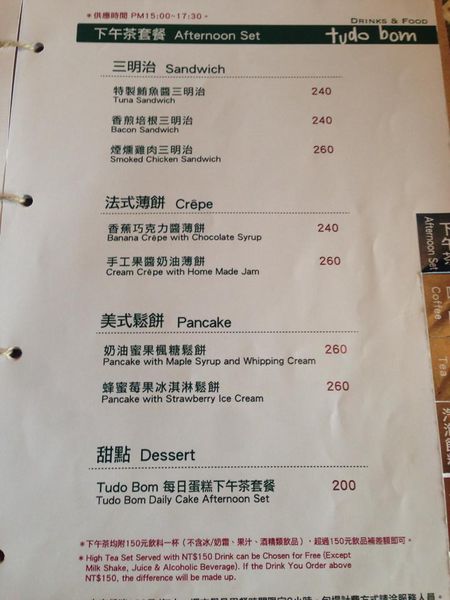 *供應時間 PM15:00~17:30。
DRINKS & FOOD
下午茶套餐 Afternoon Set
tudo bom
三明治 Sandwich
特製鮪魚醬三明治 240
Tuna Sandwich
香煎培根三明治 240
Bacon Sandwich
煙燻雞肉三明治 260
Smoked Chicken Sandwich
法式薄餅 Crêpe
香蕉巧克力醬薄餅 240
Banana Crêpe with Chocolate Syrup
手工果醬奶油薄餅 260
Cream Crêpe with Home Made Jam
美式鬆餅 Pancake
奶油蜜果楓糖鬆餅 260
Pancake with Maple Syrup and Whipping Cream
蜂蜜莓果冰淇淋鬆餅 260
Pancake with Strawberry Ice Cream
甜點 Dessert
Tudo Bom 每日蛋糕下午茶套餐 200
Tudo Bom Daily Cake Afternoon Set
*下午茶均附150元飲料一杯（不含冰/奶霜、果汁、酒精類飲品），超過150元飲品補差額即可。
* High Tea Set Served with NT$150 Drink can be Chosen for Free (Except
Milk Shake, Juice & Alcoholic Beverage). If the Drink You Order above
NT$150, the difference will be made up.
下午茶
Afternoon Set
Coffee
Tea